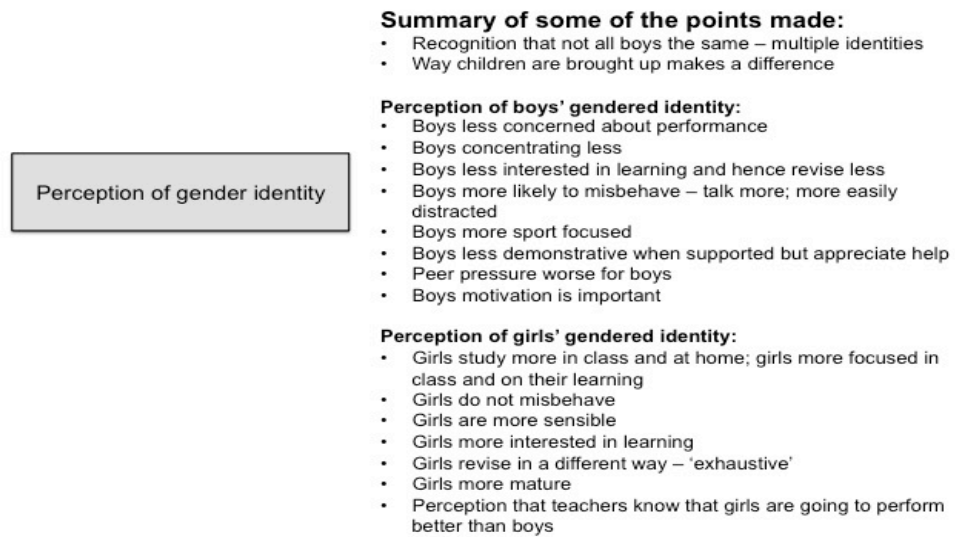 Perception of gender identity
Summary of some of the points made:
• Recognition that not all boys the same – multiple identities
• Way children are brought up makes a difference
Perception of boys’ gendered identity:
• Boys less concerned about performance
• Boys concentrating less
• Boys less interested in learning and hence revise less
• Boys more likely to misbehave – talk more; more easily
distracted
• Boys more sport focused
• Boys less demonstrative when supported but appreciate help
• Peer pressure worse for boys
• Boys motivation is important
Perception of girls’ gendered identity:
• Girls study more in class and at home; girls more focused in
class and on their learning
• Girls do not misbehave
• Girls are more sensible
• Girls more interested in learning
• Girls revise in a different way – ‘exhaustive’
• Girls more mature
• Perception that teachers know that girls are going to perform
better than boys